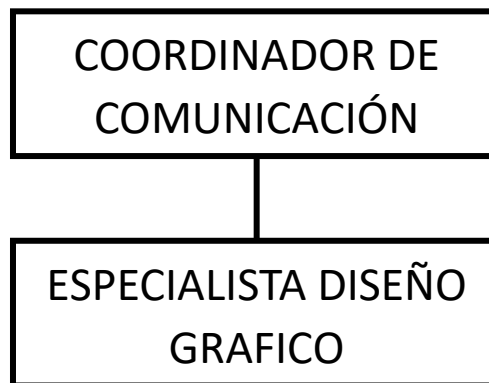 COORDINADOR DE
COMUNICACIÓN
ESPECIALISTA DISEÑO
GRAFICO